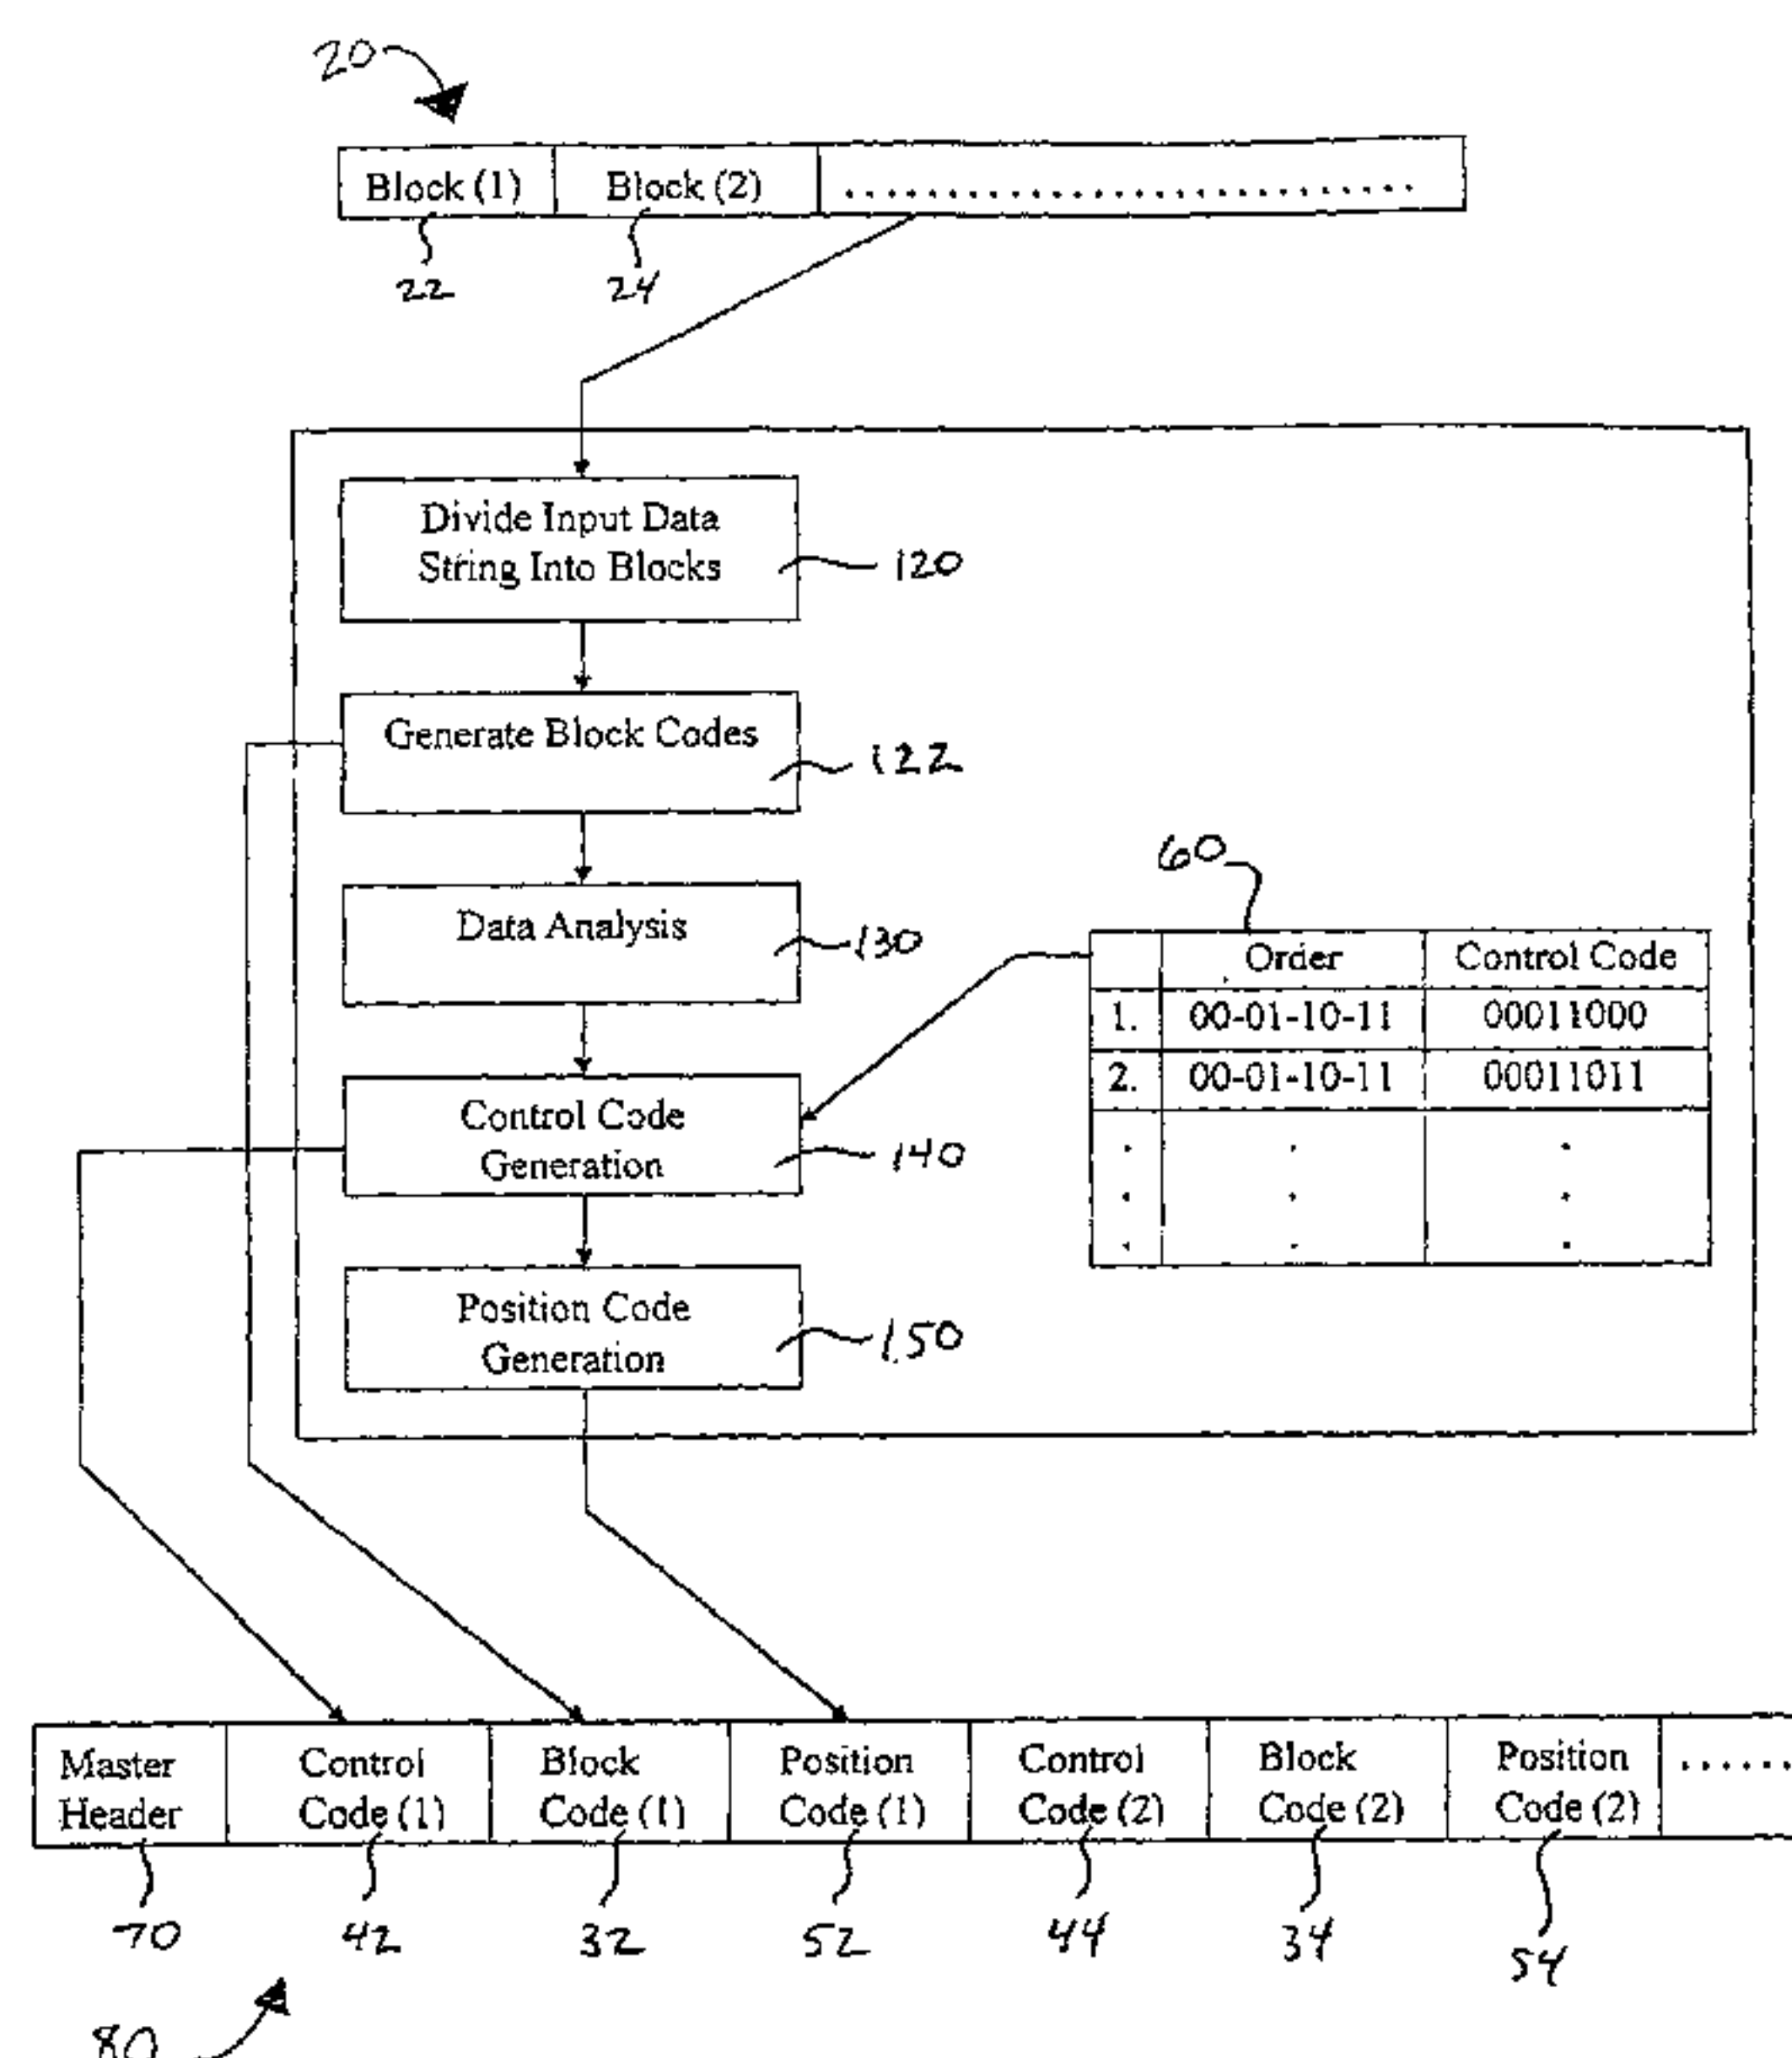 20
Block (1) Block (2) ..............................
22 24
Divide Input Data
String Into Blocks
120
Generate Block Codes
122
60
Data Analysis
130
Order Control Code
1. 00-01-10-11 00011000
2. 00-01-10-11 00011011
Control Code
Generation
140
Position Code
Generation
150
Master Control Block Position Control Block Position ......
Header Code (1) Code (1) Code (1) Code (2) Code (2) Code (2)
70 42 32 52 44 34 54
80